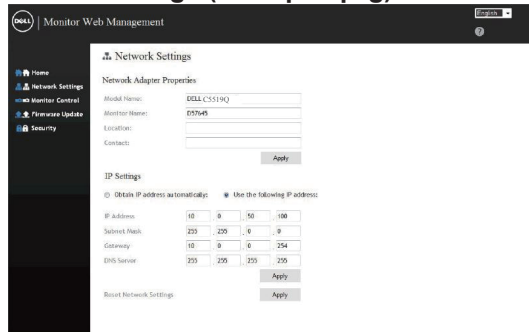 DELL | Monitor Web Management
English
Home
Network Settings
Monitor Control
Firmware Update
Security
Network Settings
Network Adapter Properties
Model Name: DELL C5519Q
Monitor Name: D57645
Location:
Contact:
Apply
IP Settings
Obtain IP address automatically: Use the following IP address:
IP Address 10 . 0 . 50 . 100
Subnet Mask 255 . 255 . 0 . 0
Gateway 10 . 0 . 0 . 254
DNS Server 255 . 255 . 255 . 255
Apply
Reset Network Settings Apply